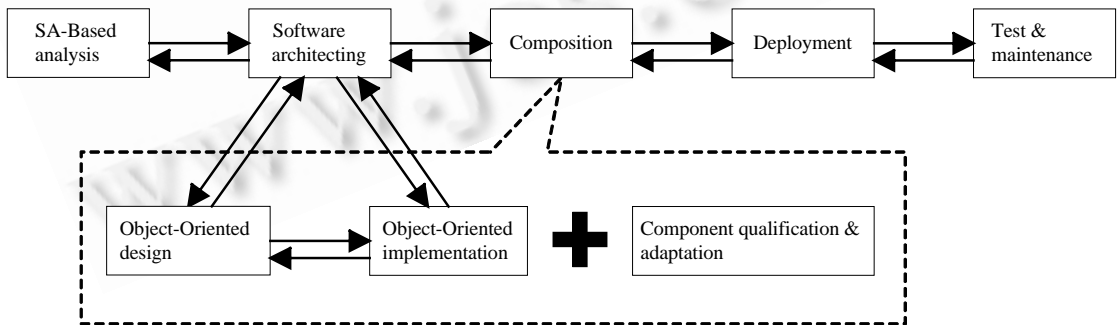 SA-Based
analysis
Software
architecting
Composition
Deployment
Test &
maintenance
Object-Oriented
design
Object-Oriented
implementation
Component qualification &
adaptation